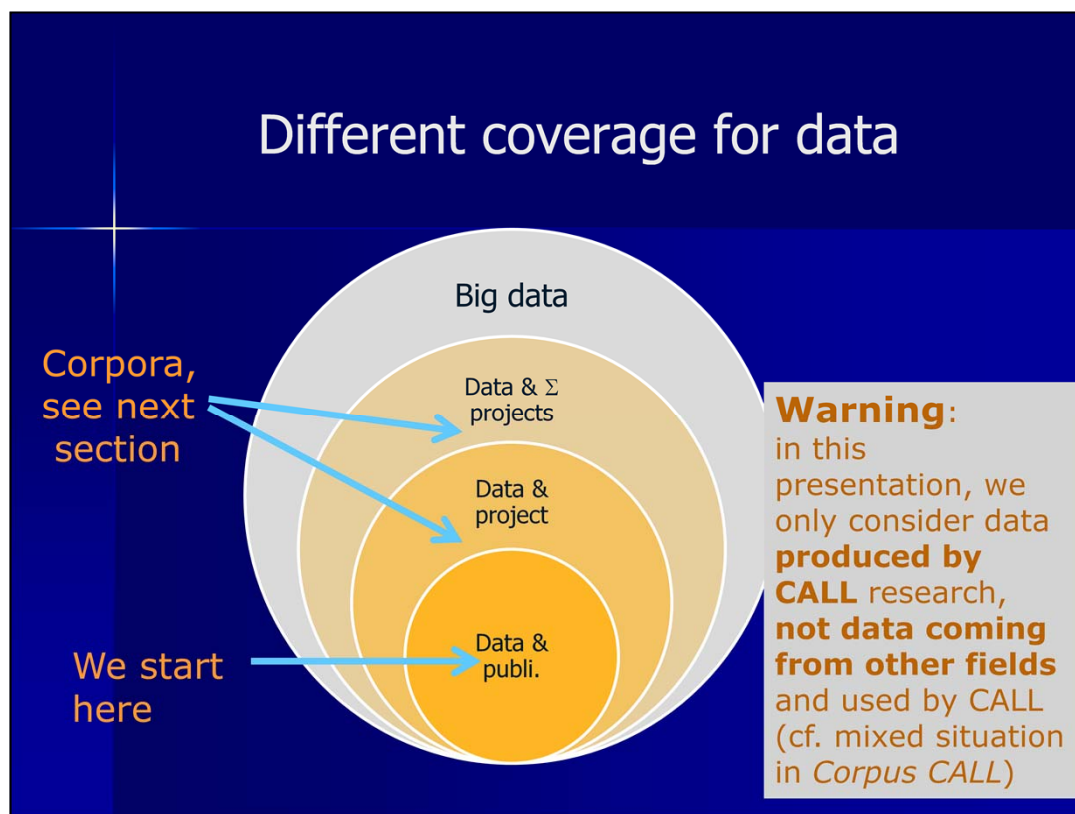 Different coverage for data
Big data
Corpora,
see next
section
Data & Σ
projects
Data &
project
We start
here
Data &
publi.
Warning:
in this
presentation, we
only consider data
produced by
CALL research,
not data coming
from other fields
and used by CALL
(cf. mixed situation
in Corpus CALL)